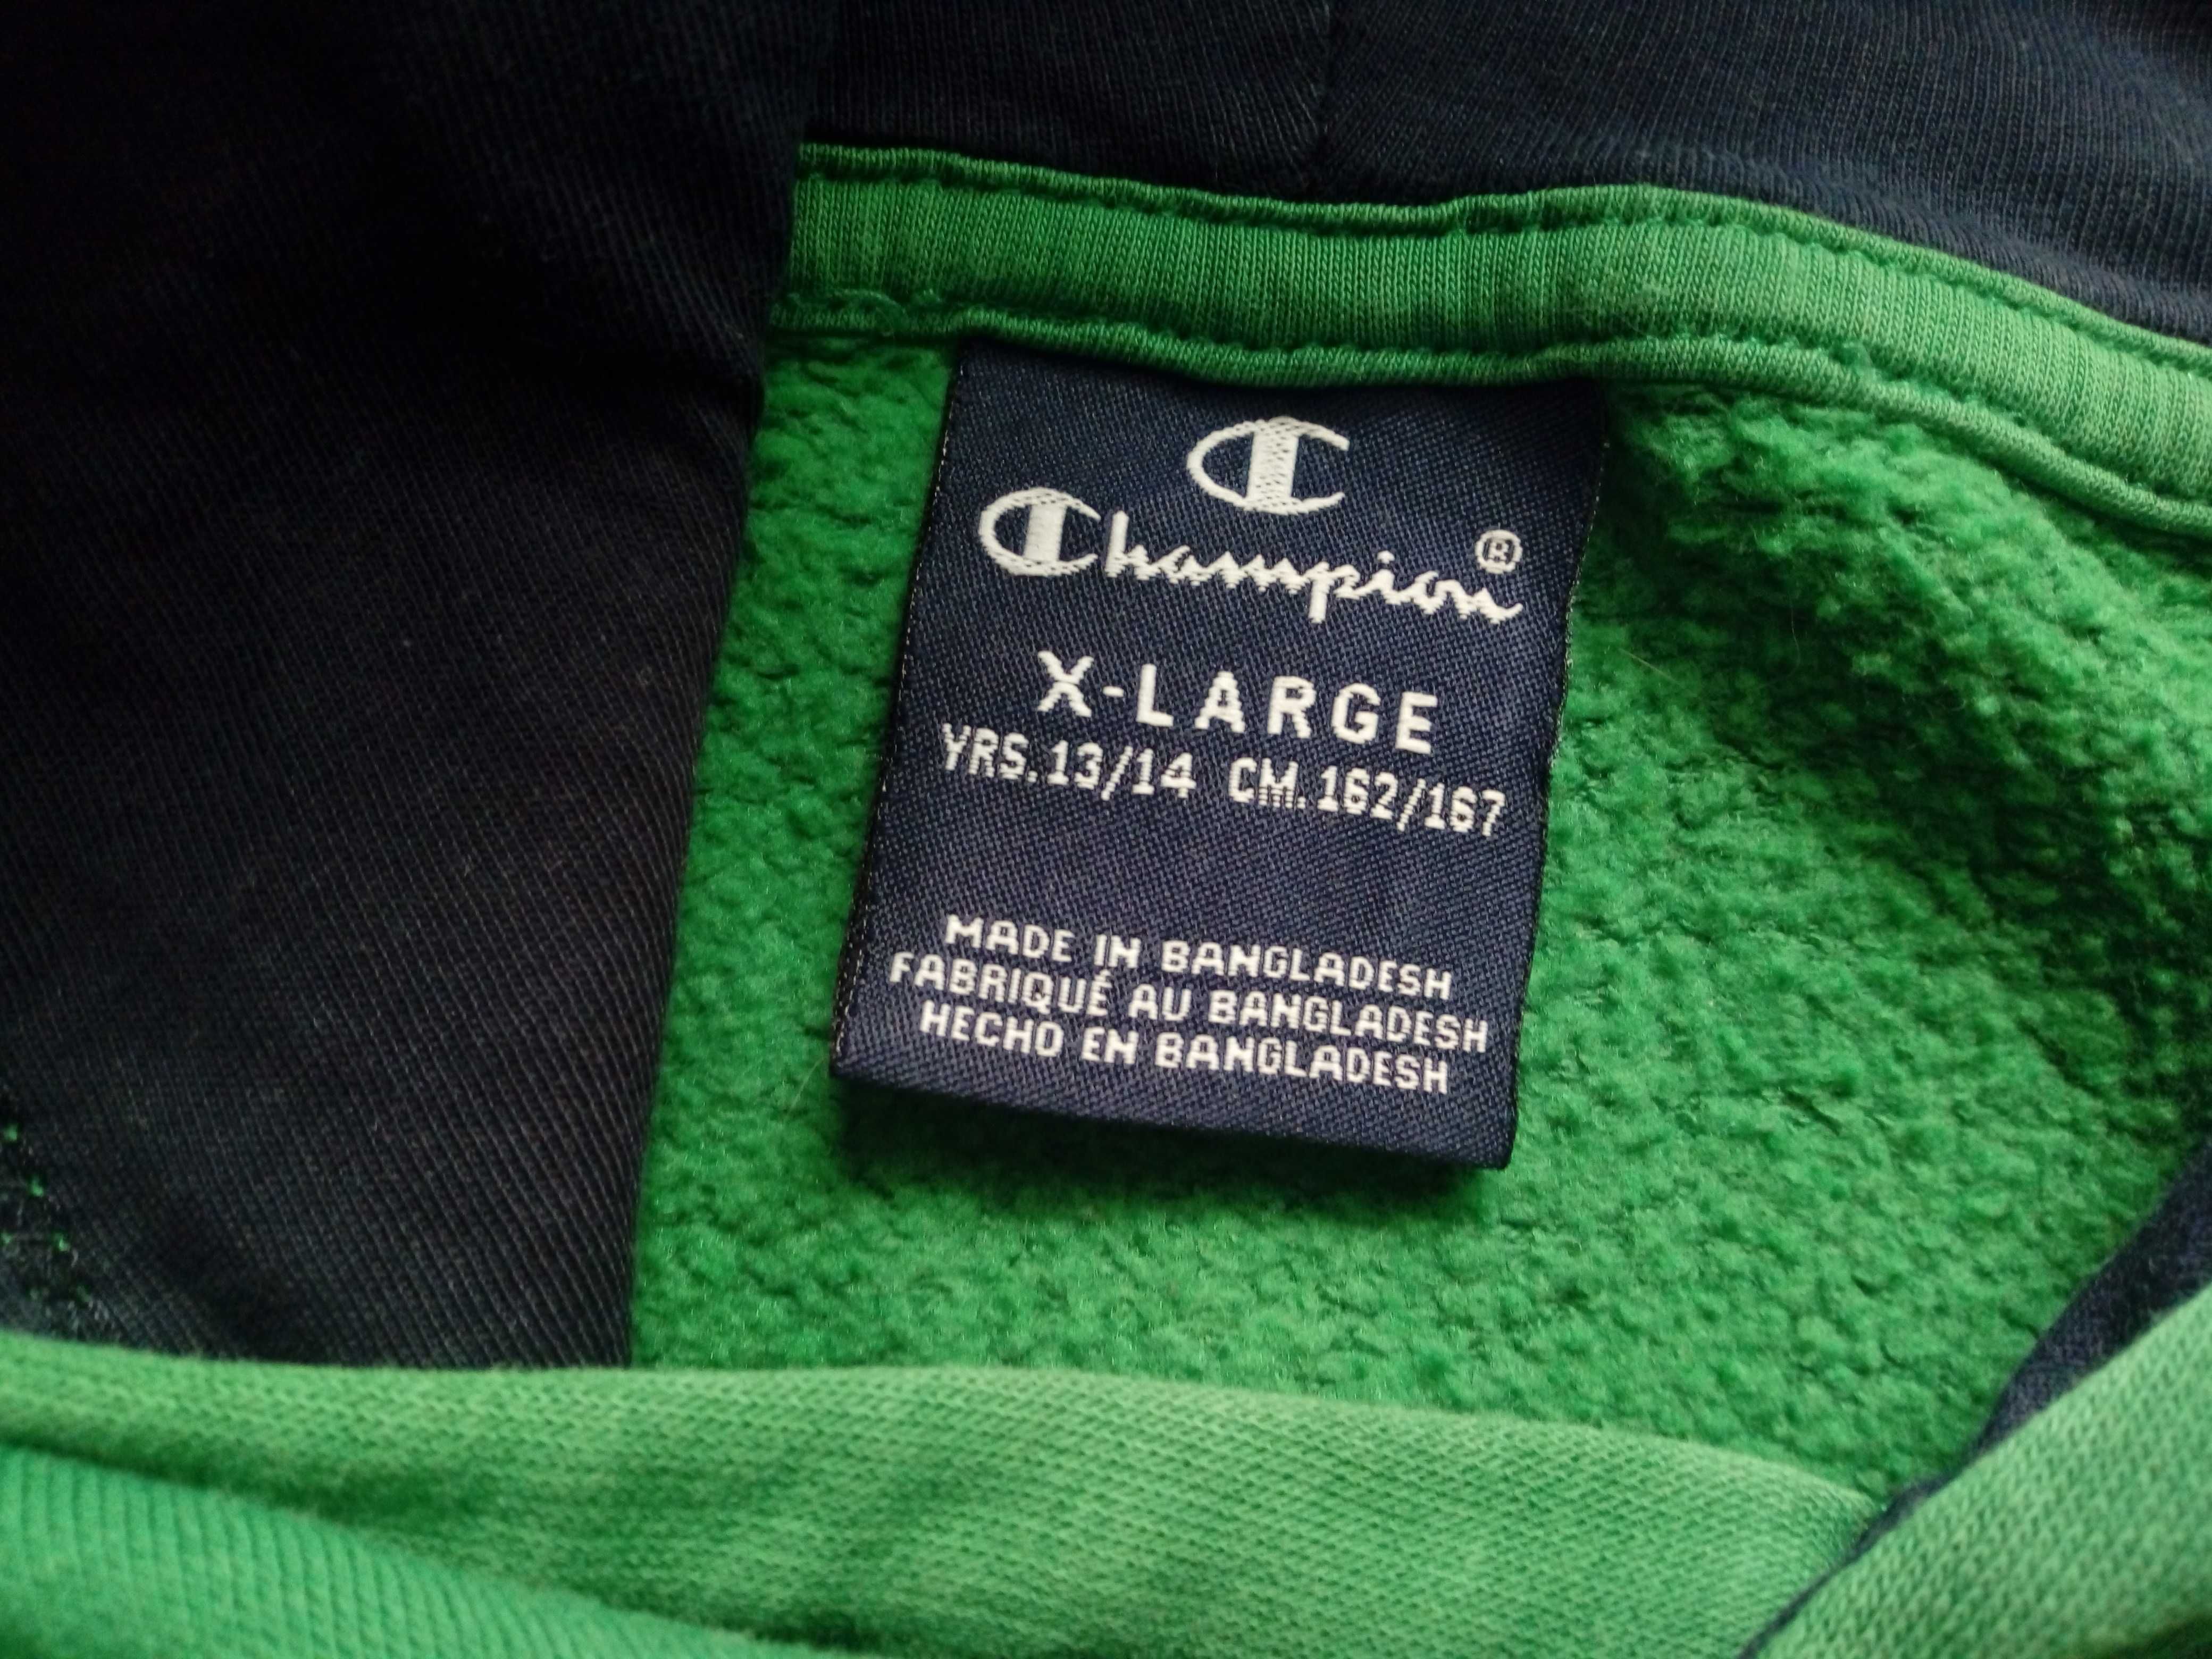 C
Champion®
X-LARGE
YRS.13/14 CM.162/167
MADE IN BANGLADESH
FABRIQUÉ AU BANGLADESH
HECHO EN BANGLADESH